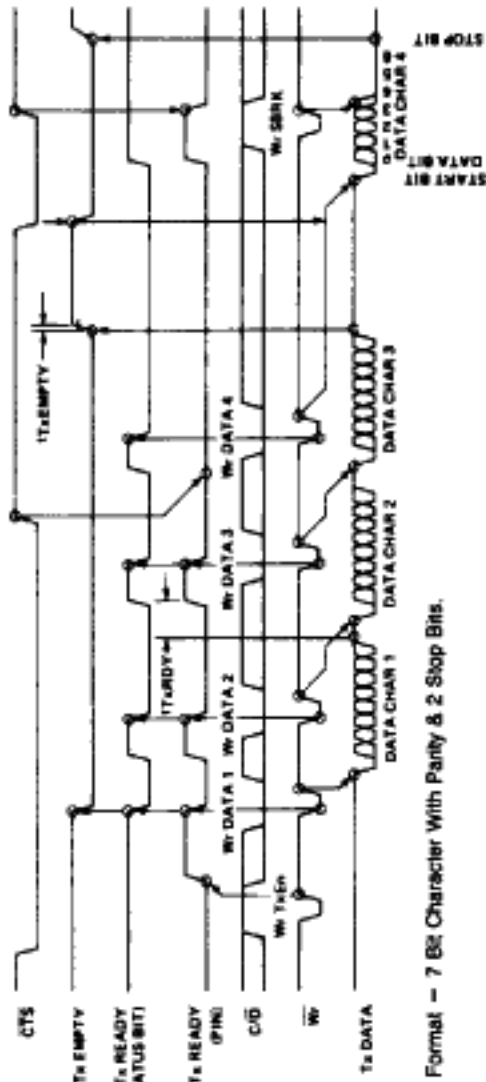 CTS
Tx EMPTY
Tx READY
ATUS BIT)
Tx READY
(PIN)
C/D̅
W̅r̅
Tx DATA
tTxEMPTY
tTxRDY
Wr TxEn
Wr DATA 1
Wr DATA 2
Wr DATA 3
Wr DATA 4
Wr SBRK
DATA CHAR 1
DATA CHAR 2
DATA CHAR 3
START BIT
DATA BIT
DATA CHAR 4
STOP BIT
Format – 7 Bit Character With Parity & 2 Stop Bits.